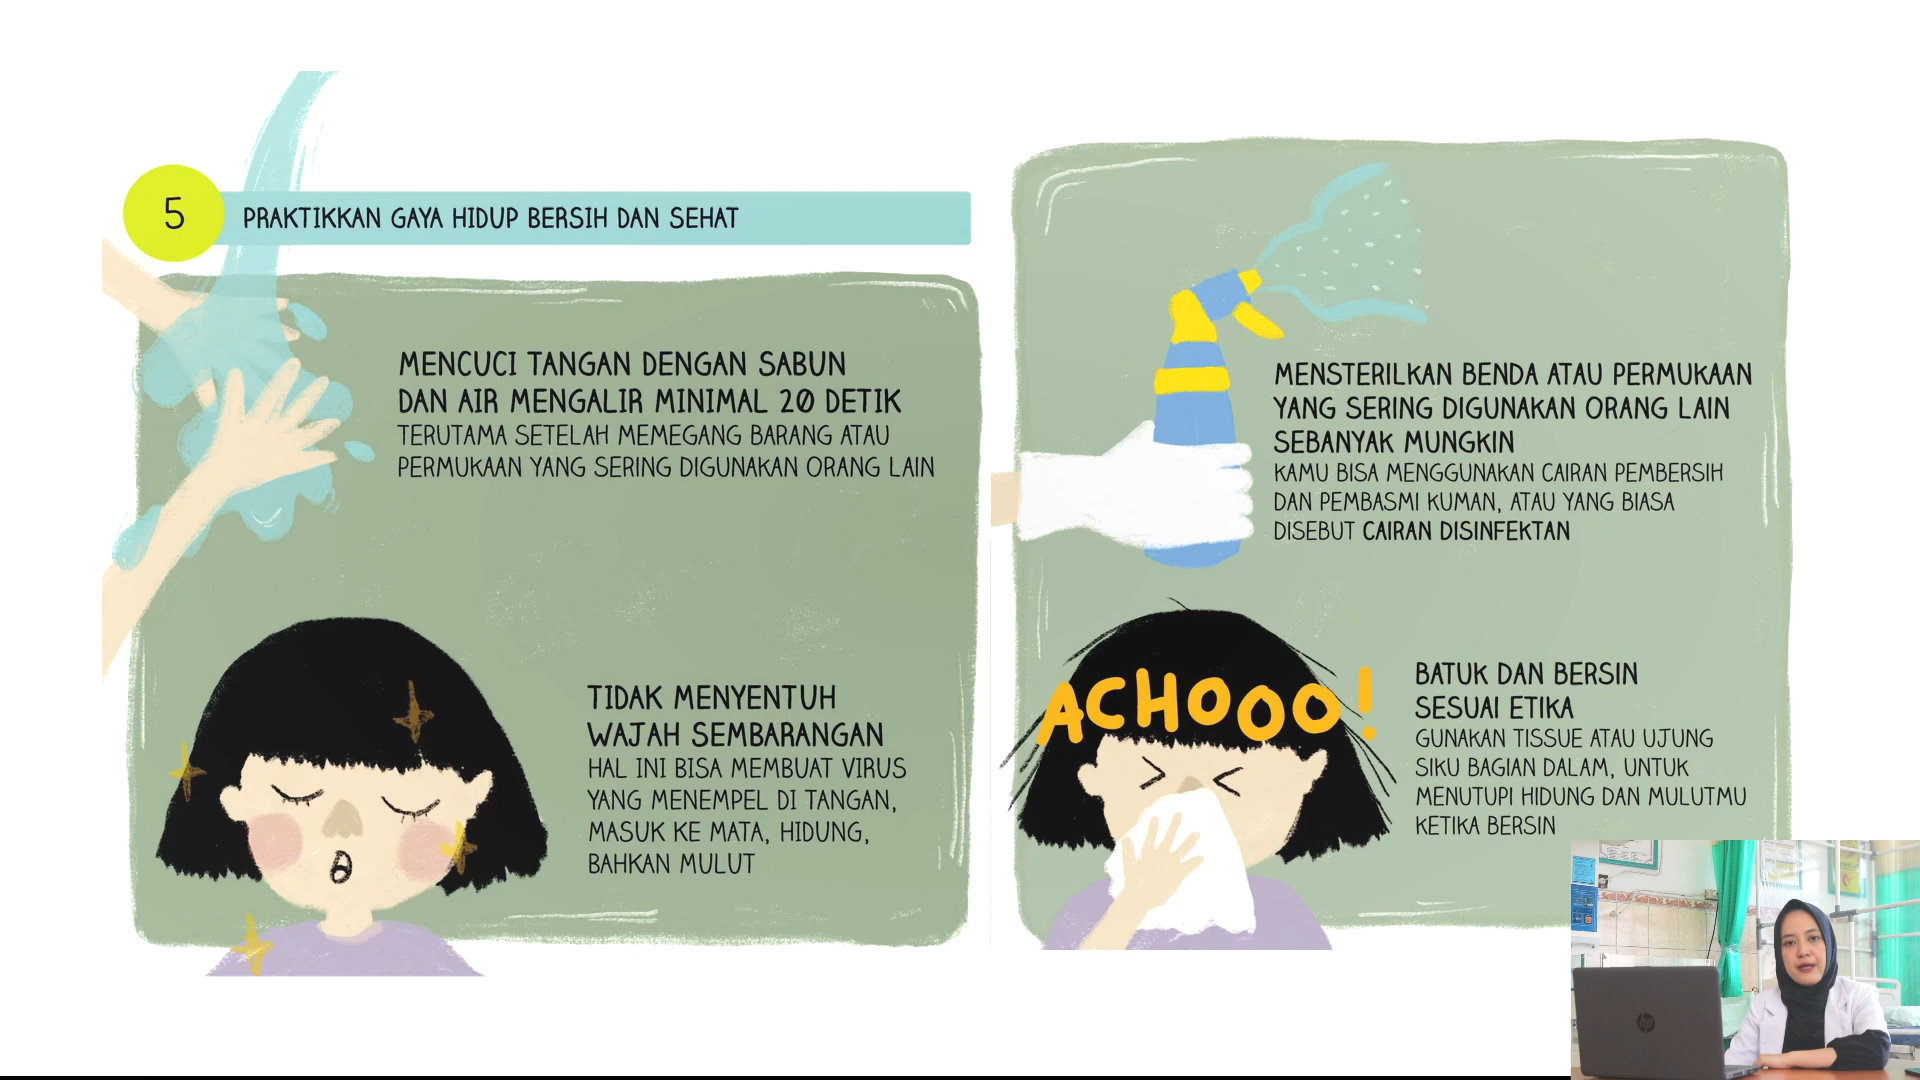 5
PRAKTIKKAN GAYA HIDUP BERSIH DAN SEHAT
MENCUCI TANGAN DENGAN SABUN
DAN AIR MENGALIR MINIMAL 20 DETIK
TERUTAMA SETELAH MEMEGANG BARANG ATAU
PERMUKAAN YANG SERING DIGUNAKAN ORANG LAIN
TIDAK MENYENTUH
WAJAH SEMBARANGAN
HAL INI BISA MEMBUAT VIRUS
YANG MENEMPEL DI TANGAN,
MASUK KE MATA, HIDUNG,
BAHKAN MULUT
MENSTERILKAN BENDA ATAU PERMUKAAN
YANG SERING DIGUNAKAN ORANG LAIN
SEBANYAK MUNGKIN
KAMU BISA MENGGUNAKAN CAIRAN PEMBERSIH
DAN PEMBASMI KUMAN, ATAU YANG BIASA
DISEBUT CAIRAN DISINFEKTAN
ACHOOO!
BATUK DAN BERSIN
SESUAI ETIKA
GUNAKAN TISSUE ATAU UJUNG
SIKU BAGIAN DALAM, UNTUK
MENUTUPI HIDUNG DAN MULUTMU
KETIKA BERSIN
hp